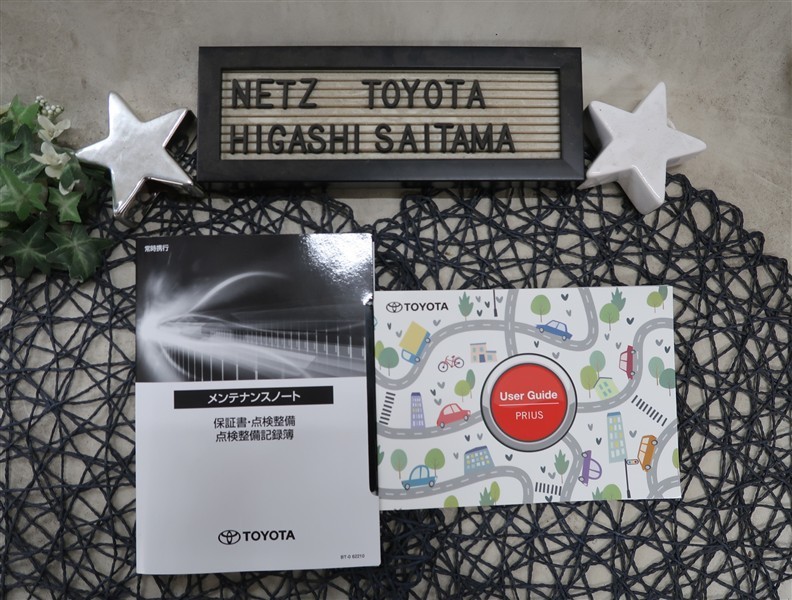 NETZ TOYOTA
HIGASHI SAITAMA
常時携行
メンテナンスノート
保証書・点検整備
点検整備記録簿
TOYOTA
TOYOTA
User Guide
PRIUS